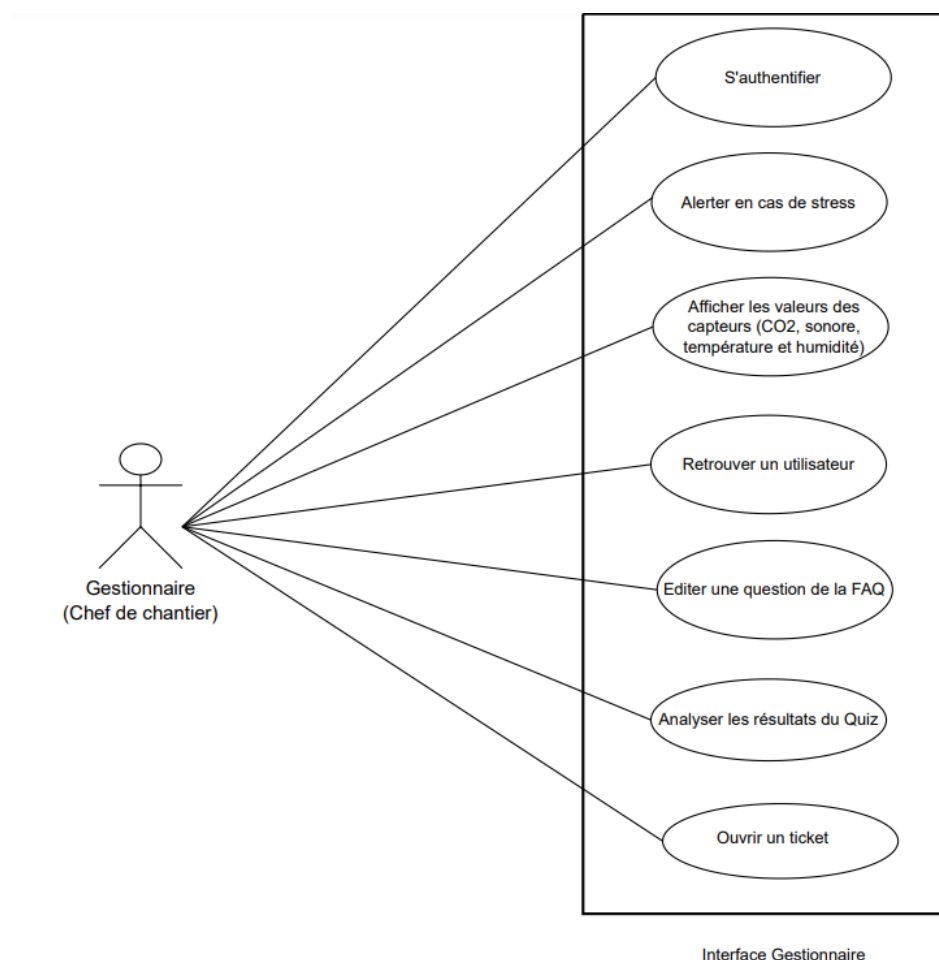 S'authentifier
Alerter en cas de stress
Afficher les valeurs des
capteurs (CO2, sonore,
température et humidité)
Retrouver un utilisateur
Gestionnaire
(Chef de chantier)
Editer une question de la FAQ
Analyser les résultats du Quiz
Ouvrir un ticket
Interface Gestionnaire